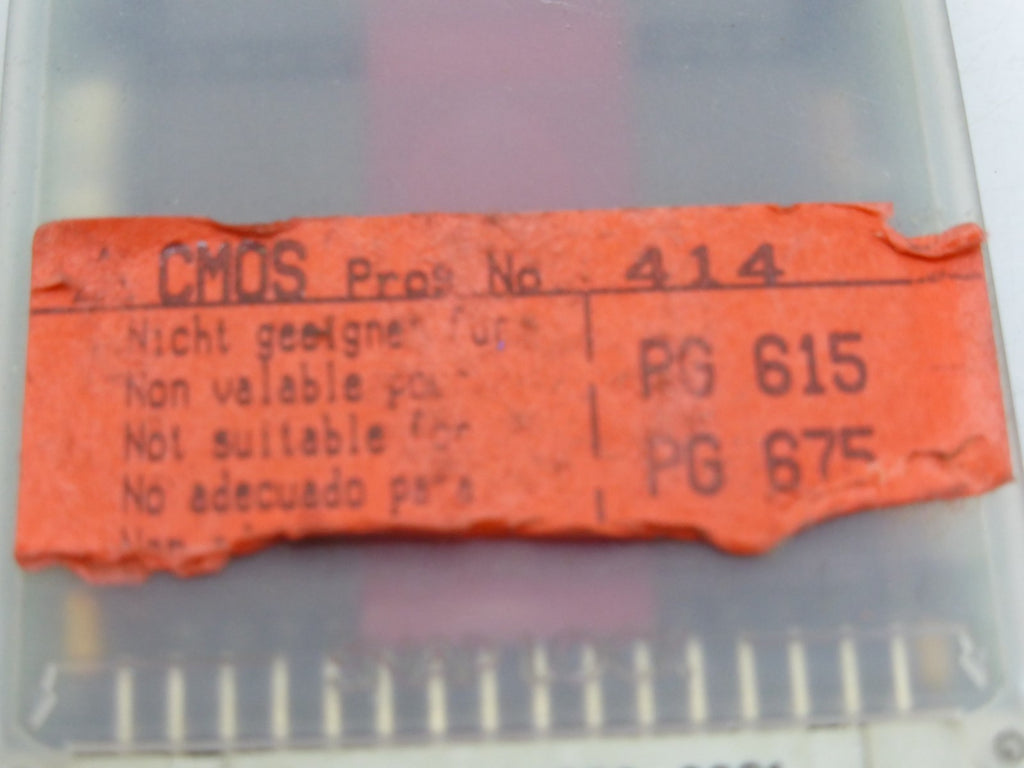 CMOS Prog No. 414
Nicht geeignet für
Non valable pour
Not suitable for
No adecuado para
Non
PG 615
PG 675